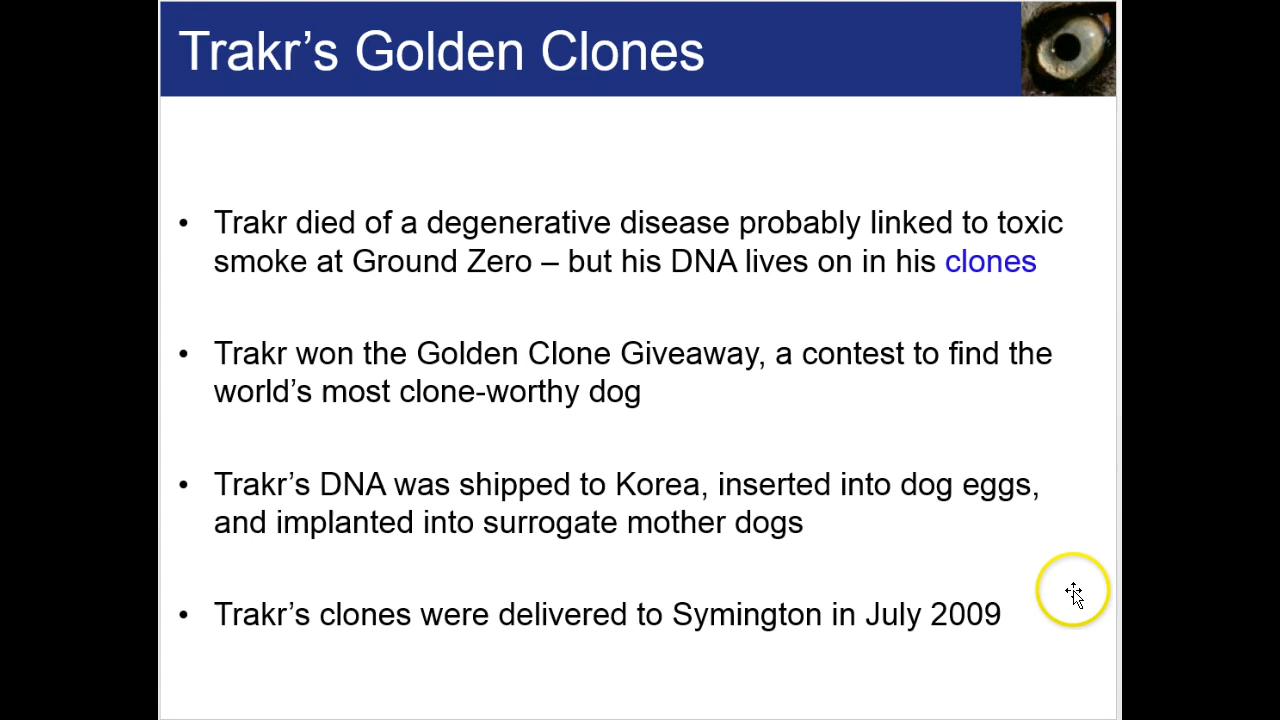 Trakr’s Golden Clones
• Trakr died of a degenerative disease probably linked to toxic
smoke at Ground Zero – but his DNA lives on in his clones
• Trakr won the Golden Clone Giveaway, a contest to find the
world’s most clone-worthy dog
• Trakr’s DNA was shipped to Korea, inserted into dog eggs,
and implanted into surrogate mother dogs
• Trakr’s clones were delivered to Symington in July 2009